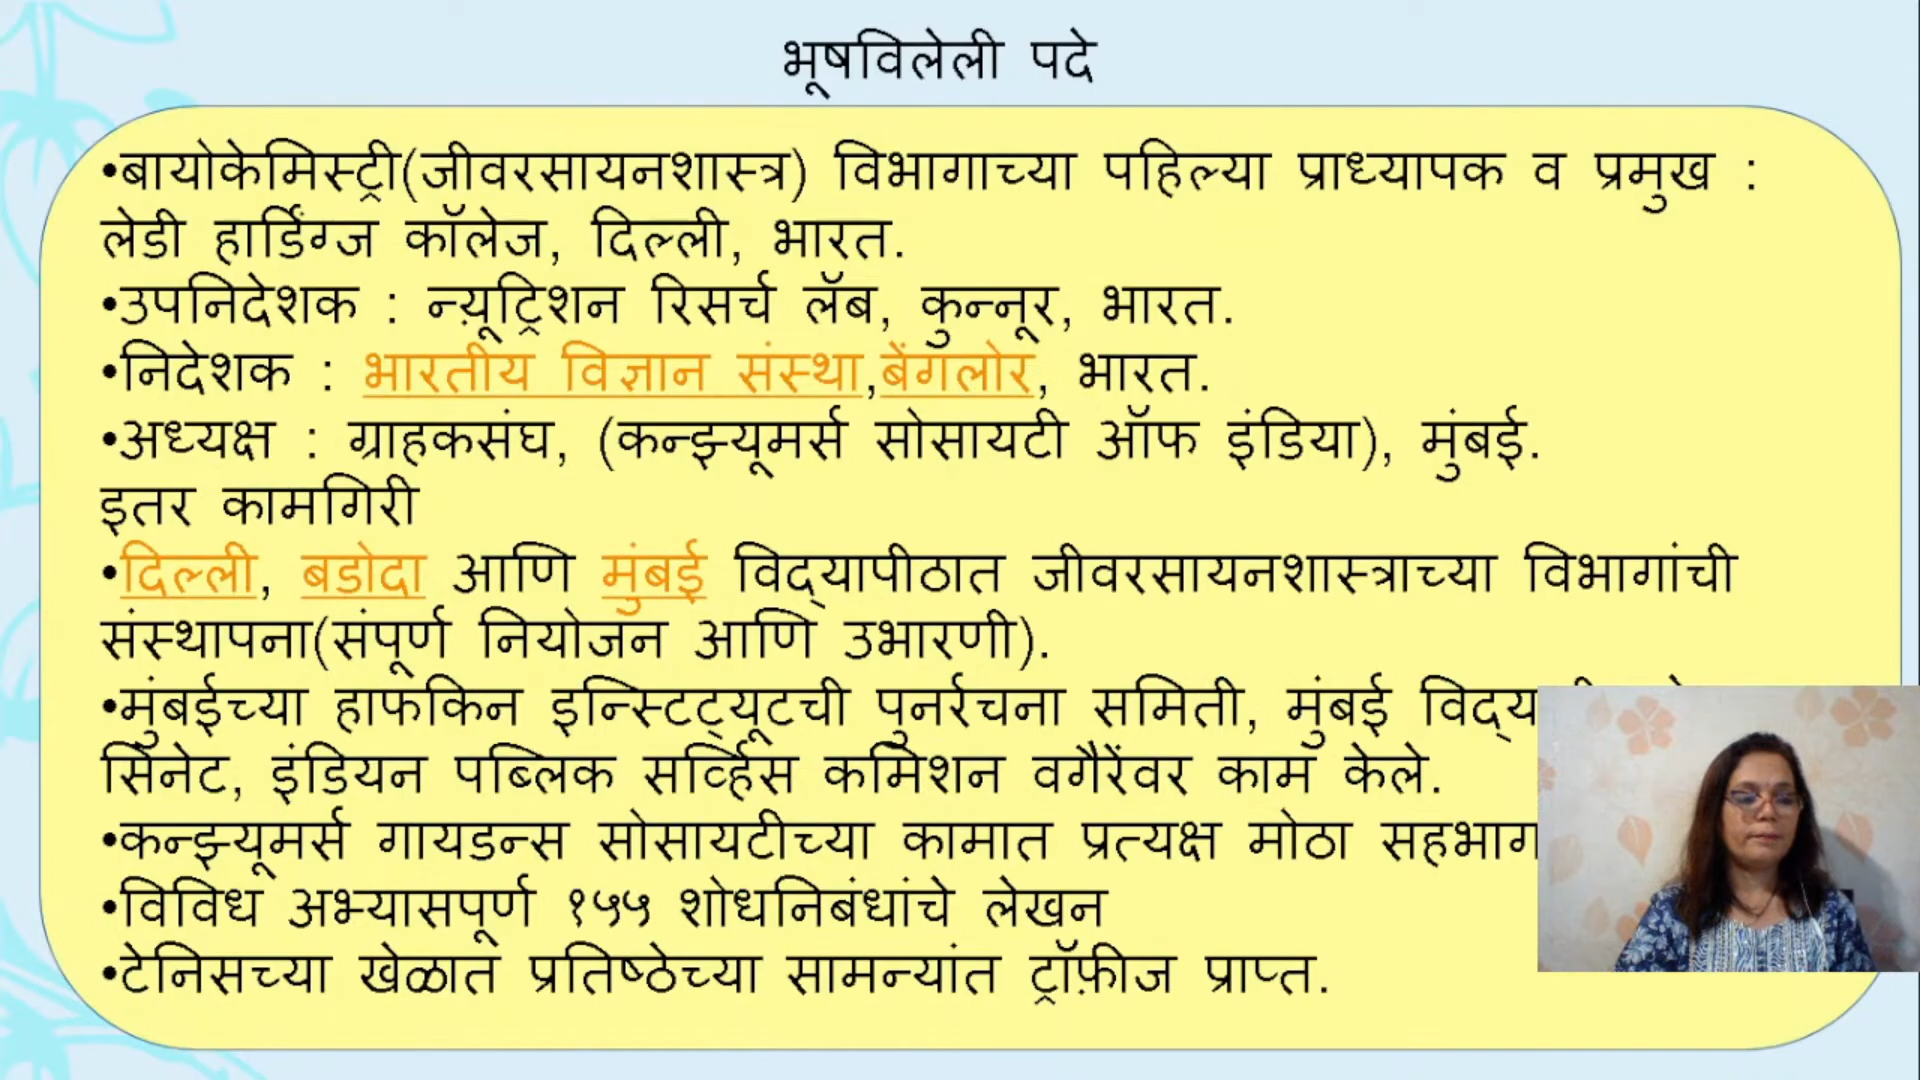 भूषविलेली पदे
•बायोकेमिस्ट्री(जीवरसायनशास्त्र) विभागाच्या पहिल्या प्राध्यापक व प्रमुख :
लेडी हार्डिंग्ज कॉलेज, दिल्ली, भारत.
•उपनिदेशक : न्यूट्रिशन रिसर्च लॅब, कुन्नूर, भारत.
•निदेशक : भारतीय विज्ञान संस्था,बेंगलोर, भारत.
•अध्यक्ष : ग्राहकसंघ, (कन्झ्यूमर्स सोसायटी ऑफ इंडिया), मुंबई.
इतर कामगिरी
•दिल्ली, बडोदा आणि मुंबई विद्यापीठात जीवरसायनशास्त्राच्या विभागांची
संस्थापना(संपूर्ण नियोजन आणि उभारणी).
•मुंबईच्या हाफकिन इन्स्टिट्यूटची पुनर्रचना समिती, मुंबई
सिनेट, इंडियन पब्लिक सर्व्हिस कमिशन वगैरेंवर काम केले.
•कन्झ्यूमर्स गायडन्स सोसायटीच्या कामात प्रत्यक्ष मोठा सहभाग
•विविध अभ्यासपूर्ण १५५ शोधनिबंधांचे लेखन
•टेनिसच्या खेळात प्रतिष्ठेच्या सामन्यांत ट्रॉफ़ीज प्राप्त.